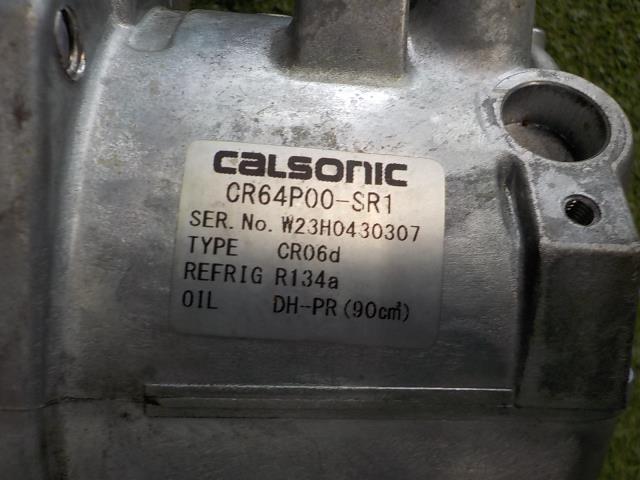 CALSONIC
CR64P00-SR1
SER. No. W23H0430307
TYPE CR06d
REFRIG R134a
OIL DH-PR (90cm³)